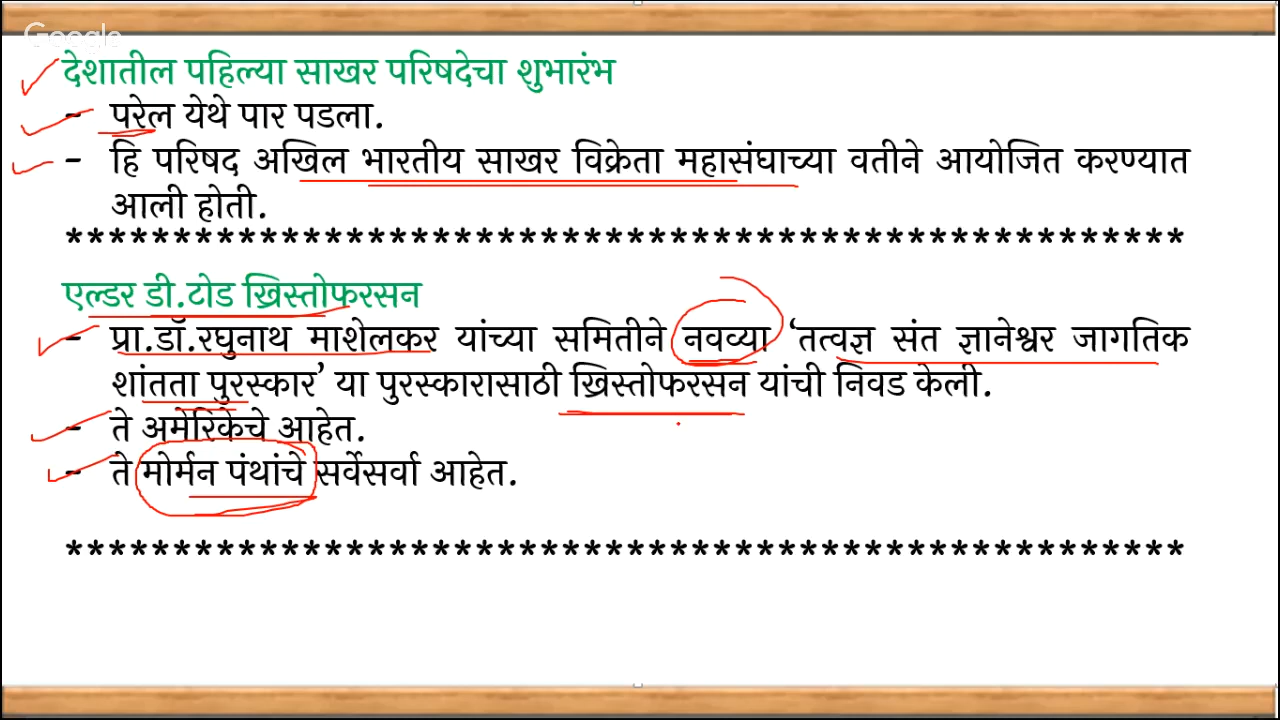 Google
देशातील पहिल्या साखर परिषदेचा शुभारंभ
- परेल येथे पार पडला.
- हि परिषद अखिल भारतीय साखर विक्रेता महासंघाच्या वतीने आयोजित करण्यात
आली होती.
****************************************************
एल्डर डी.टोड ख्रिस्तोफरसन
- प्रा.डॉ.रघुनाथ माशेलकर यांच्या समितीने नवव्या ‘तत्वज्ञ संत ज्ञानेश्वर जागतिक
शांतता पुरस्कार’ या पुरस्कारासाठी ख्रिस्तोफरसन यांची निवड केली.
- ते अमेरिकेचे आहेत.
- ते मोर्मन पंथांचे सर्वेसर्वा आहेत.
****************************************************